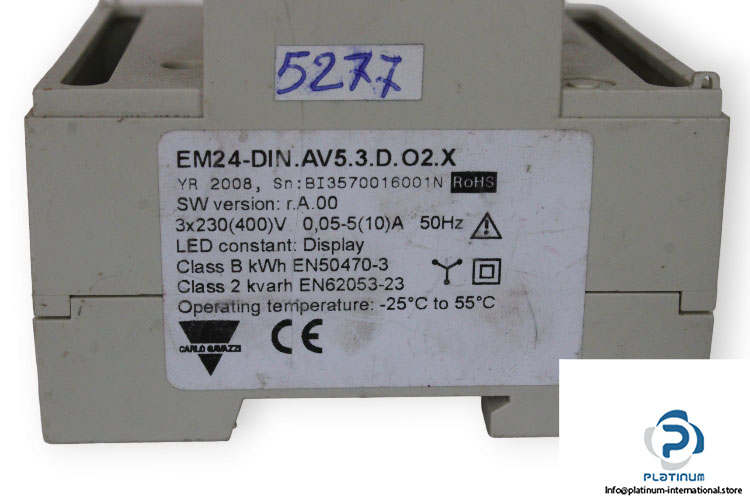 5277
EM24-DIN.AV5.3.D.O2.X
YR 2008, Sn:BI3570016001N RoHS
SW version: r.A.00
3x230(400)V 0,05-5(10)A 50Hz
LED constant: Display
Class B kWh EN50470-3
Class 2 kvarh EN62053-23
Operating temperature: -25°C to 55°C
CARLO GAVAZZI
CE
PLATINUM
Info@platinum-international.store